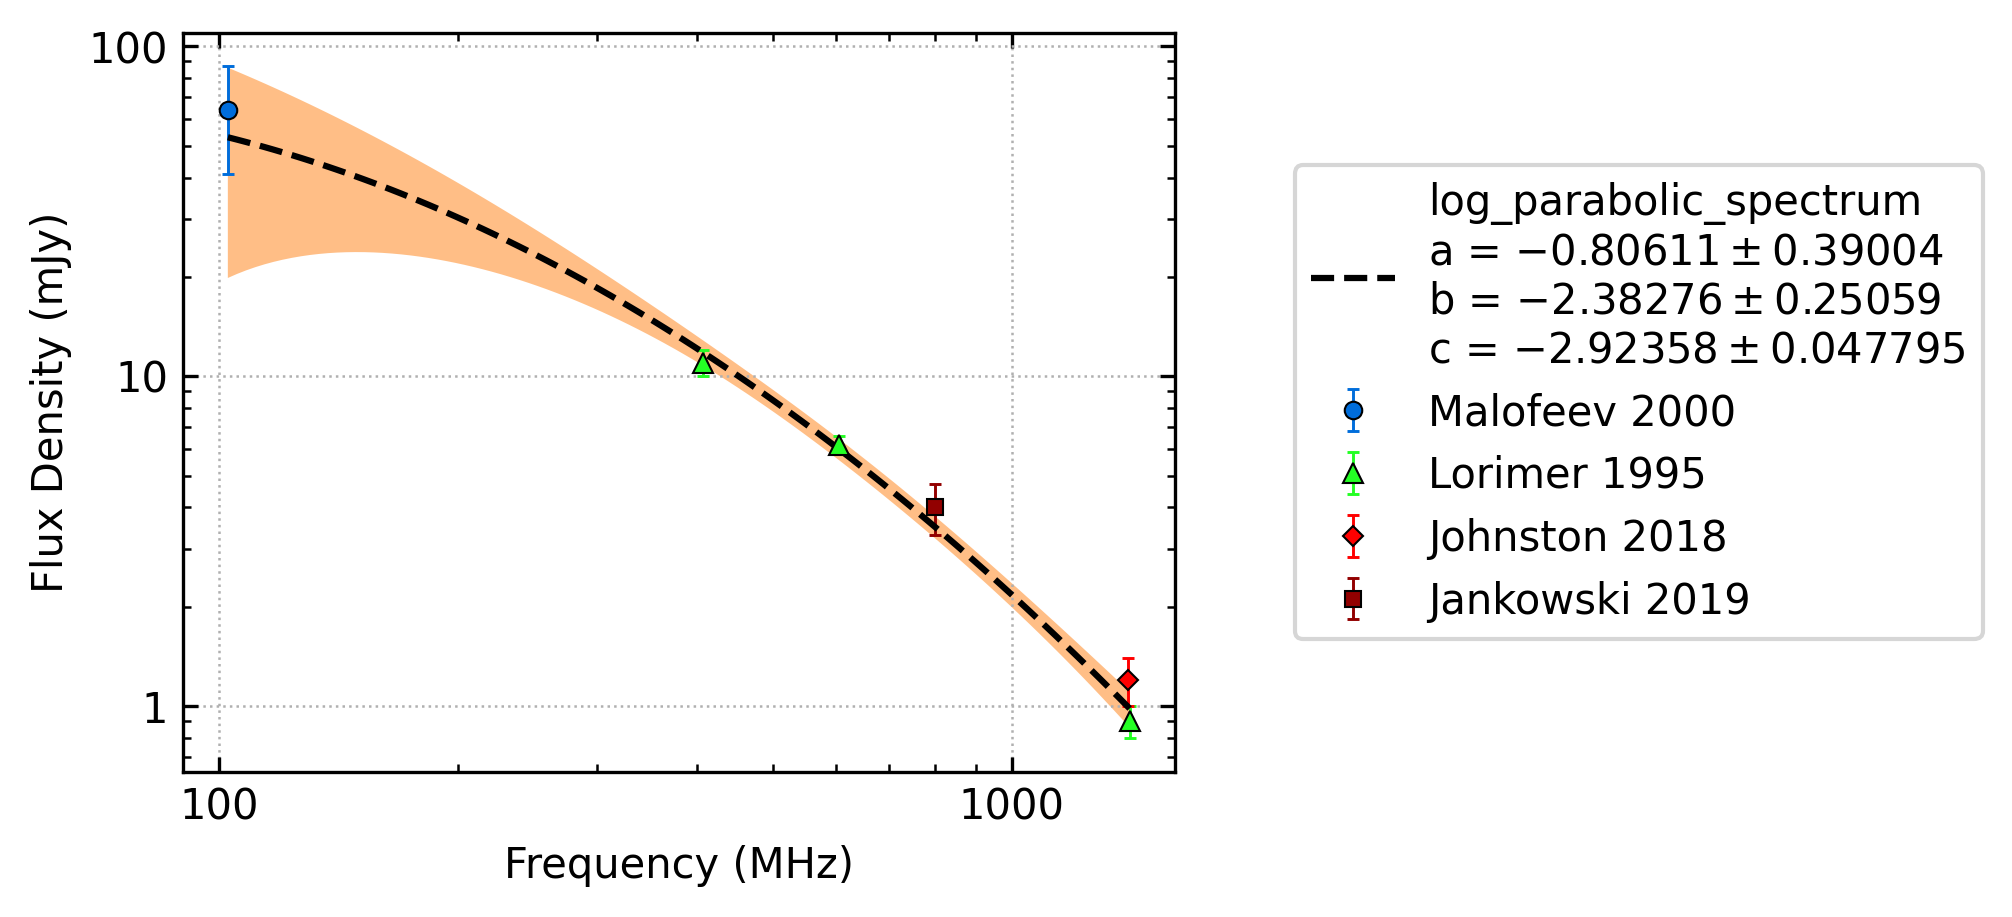 100
10
1
100
1000
Flux Density (mJy)
Frequency (MHz)
log_parabolic_spectrum
a = −0.80611 ± 0.39004
b = −2.38276 ± 0.25059
c = −2.92358 ± 0.047795
Malofeev 2000
Lorimer 1995
Johnston 2018
Jankowski 2019